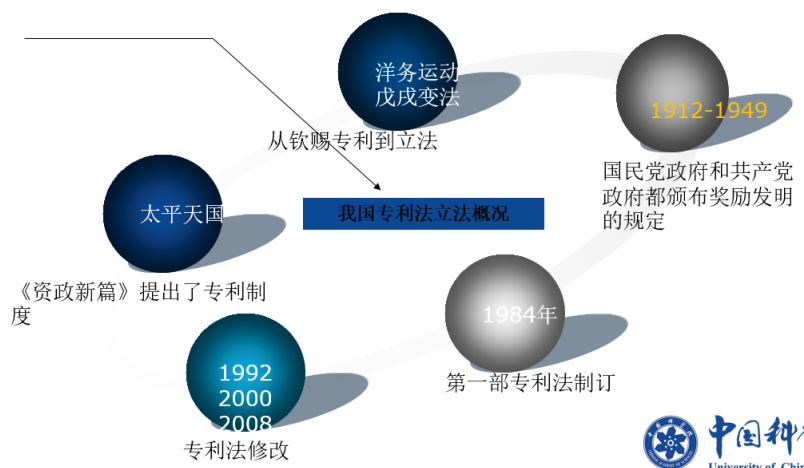 洋务运动
戊戌变法
从钦赐专利到立法
1912-1949
国民党政府和共产党
政府都颁布奖励发明
的规定
太平天国
《资政新篇》提出了专利制
度
我国专利法立法概况
1984年
第一部专利法制订
1992
2000
2008
专利法修改
中国科
University of Chin